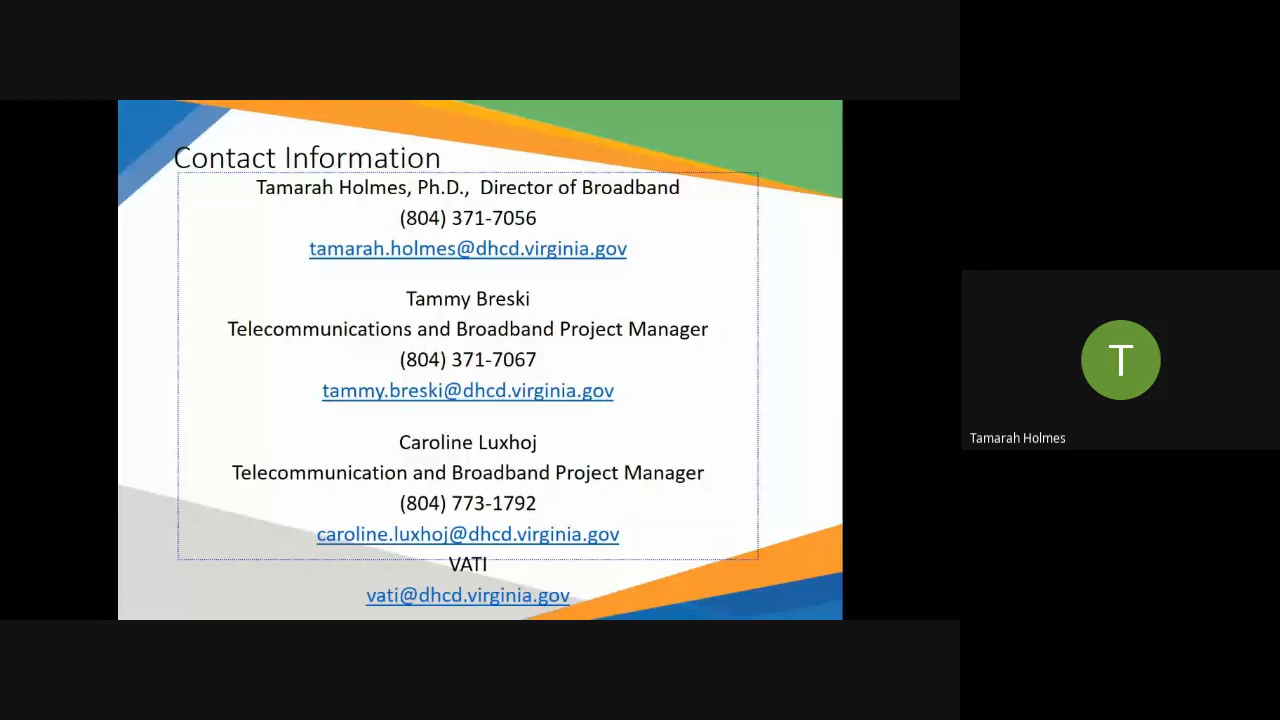 Contact Information
Tamarah Holmes, Ph.D., Director of Broadband
(804) 371-7056
tamarah.holmes@dhcd.virginia.gov
Tammy Breski
Telecommunications and Broadband Project Manager
(804) 371-7067
tammy.breski@dhcd.virginia.gov
Caroline Luxhoj
Telecommunication and Broadband Project Manager
(804) 773-1792
caroline.luxhoj@dhcd.virginia.gov
VATI
vati@dhcd.virginia.gov
T
Tamarah Holmes